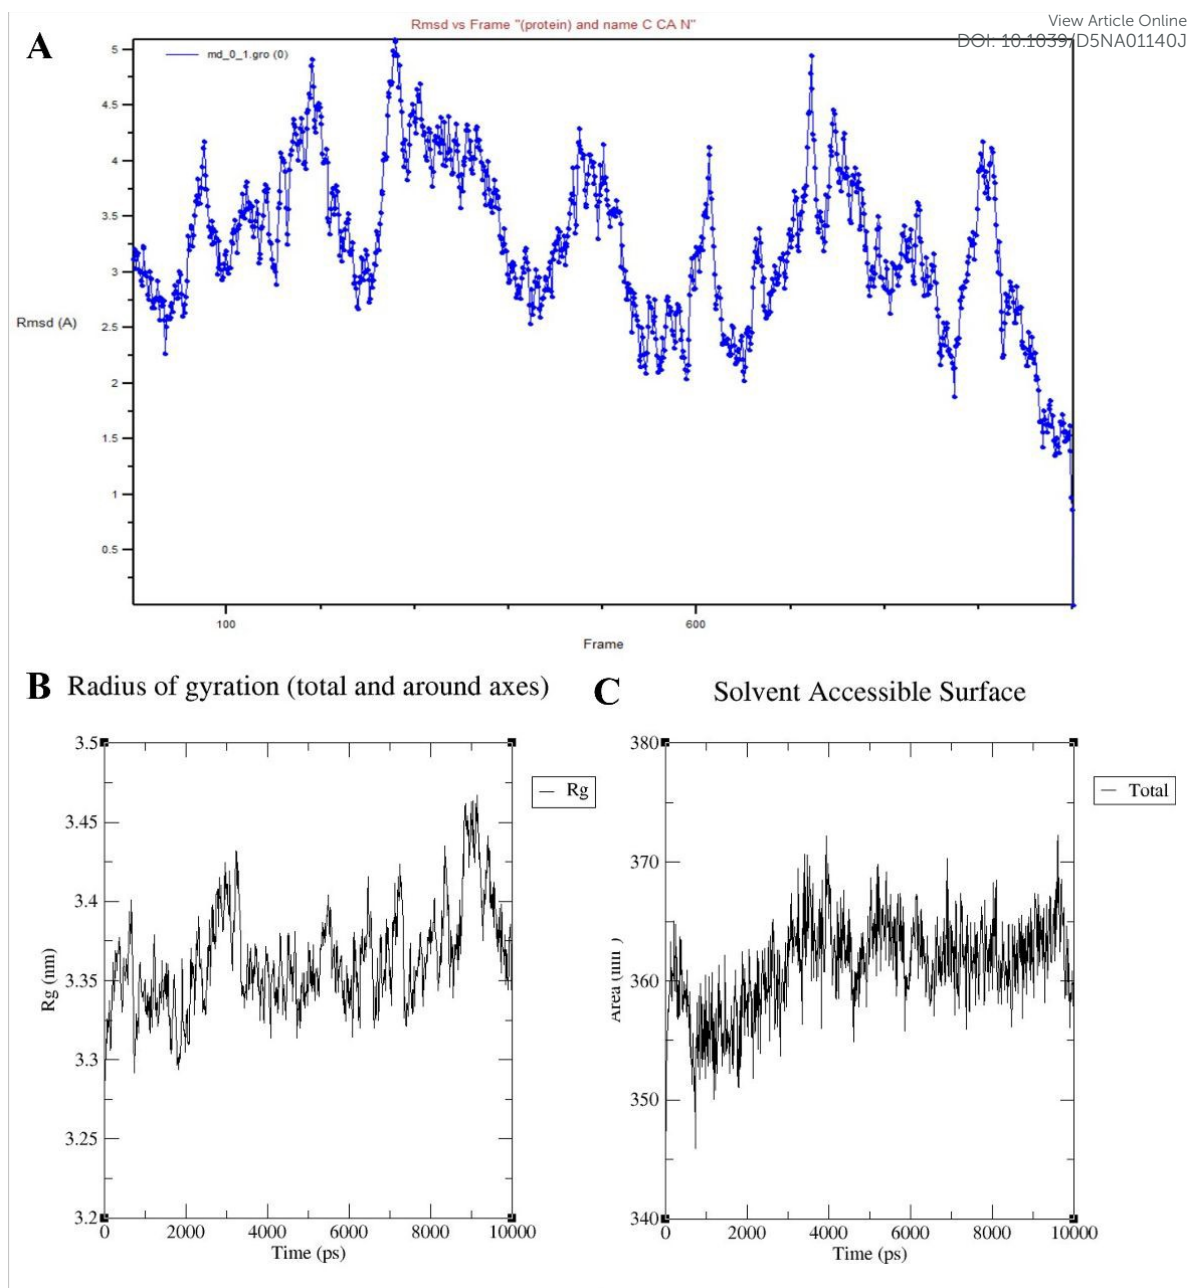 View Article Online
DOI: 10.1039/D5NA01140J
A
Rmsd vs Frame "(protein) and name C CA N"
md_0_1.gro (0)
5
4.5
4
3.5
3
2.5
2
1.5
1
0.5
Rmsd (A)
100
600
Frame
B Radius of gyration (total and around axes)
3.5
3.45
3.4
3.35
3.3
3.25
3.2
Rg (nm)
Rg
0
2000
4000
6000
8000
10000
Time (ps)
C Solvent Accessible Surface
380
370
360
350
340
Area (nm )
Total
0
2000
4000
6000
8000
10000
Time (ps)